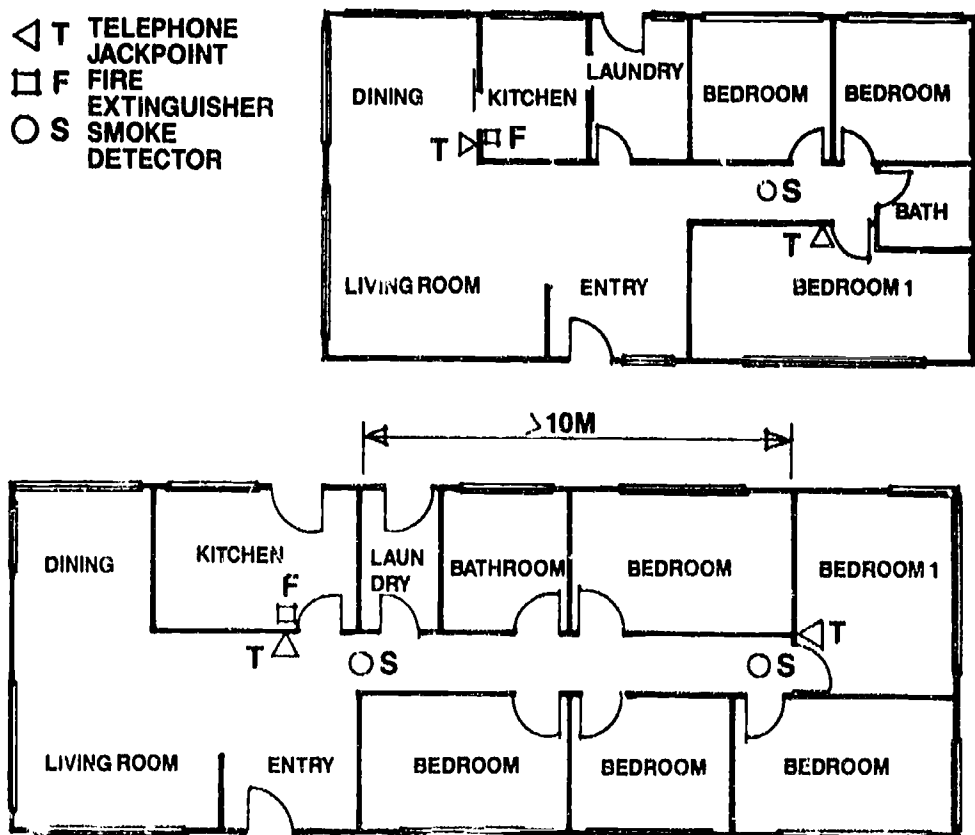 T TELEPHONE
JACKPOINT
F FIRE
EXTINGUISHER
S SMOKE
DETECTOR
DINING
KITCHEN
LAUNDRY
BEDROOM
BEDROOM
T
F
S
BATH
T
LIVING ROOM
ENTRY
BEDROOM 1
>10M
DINING
KITCHEN
LAUN
DRY
BATHROOM
BEDROOM
BEDROOM 1
F
T
S
S
T
LIVING ROOM
ENTRY
BEDROOM
BEDROOM
BEDROOM